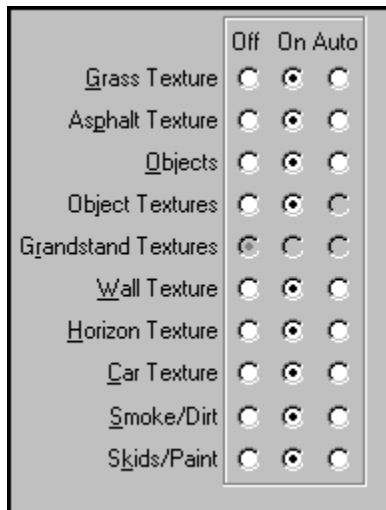 Off On Auto
Grass Texture
Asphalt Texture
Objects
Object Textures
Grandstand Textures
Wall Texture
Horizon Texture
Car Texture
Smoke/Dirt
Skids/Paint